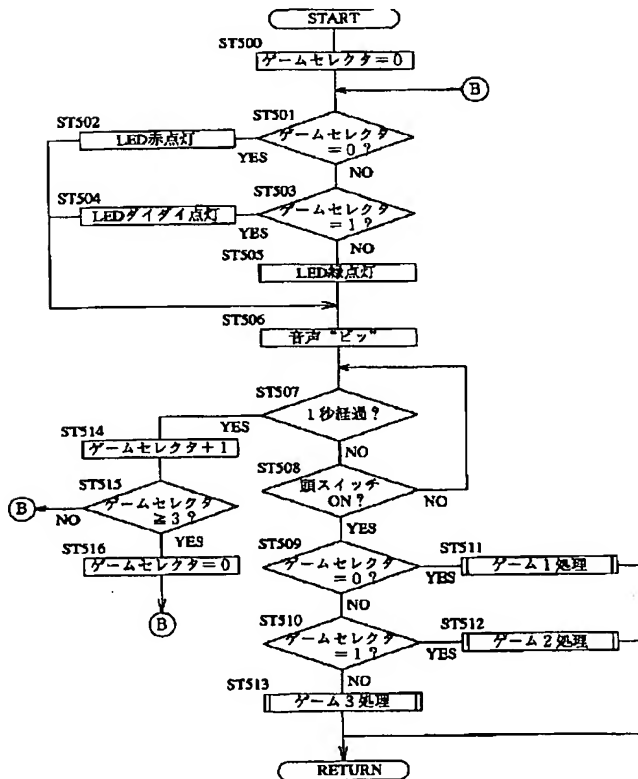 START
ST500
ゲームセレクタ=0
B
ST501
ゲームセレクタ
=0?
YES
NO
ST502
LED赤点灯
ST503
ゲームセレクタ
=1?
YES
NO
ST504
LEDダイダイ点灯
ST505
LED緑点灯
ST506
音声 "ピッ"
ST507
1秒経過?
YES
NO
ST514
ゲームセレクタ+1
ST508
頭スイッチ
ON?
NO
YES
ST515
ゲームセレクタ
≧3?
B
NO
YES
ST516
ゲームセレクタ=0
B
ST509
ゲームセレクタ
=0?
YES
NO
ST511
ゲーム1処理
ST510
ゲームセレクタ
=1?
YES
NO
ST512
ゲーム2処理
ST513
ゲーム3処理
RETURN